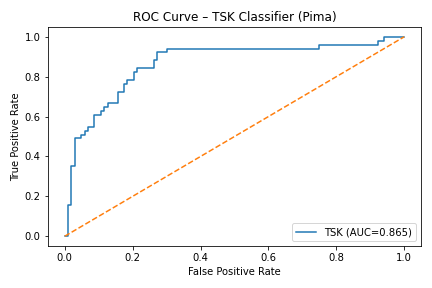 ROC Curve – TSK Classifier (Pima)
1.0
0.8
0.6
0.4
0.2
0.0
True Positive Rate
TSK (AUC=0.865)
0.0 0.2 0.4 0.6 0.8 1.0
False Positive Rate